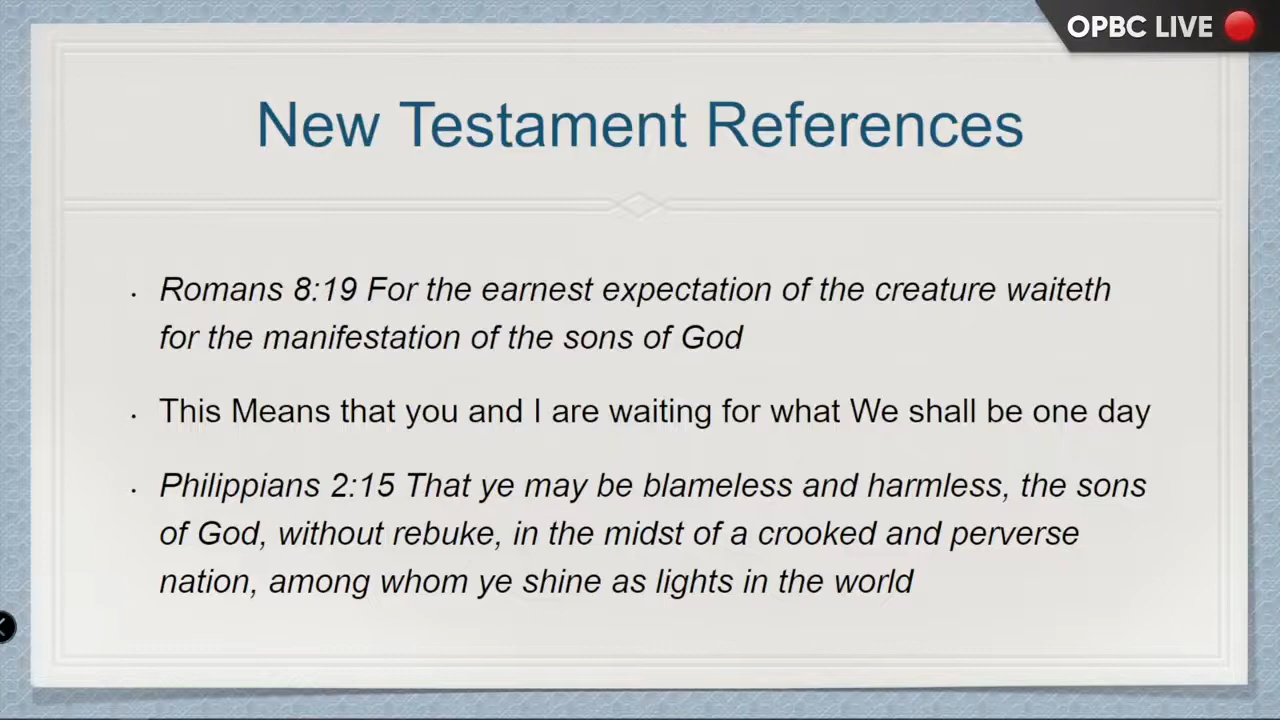 OPBC LIVE
New Testament References
• Romans 8:19 For the earnest expectation of the creature waiteth
for the manifestation of the sons of God
• This Means that you and I are waiting for what We shall be one day
• Philippians 2:15 That ye may be blameless and harmless, the sons
of God, without rebuke, in the midst of a crooked and perverse
nation, among whom ye shine as lights in the world